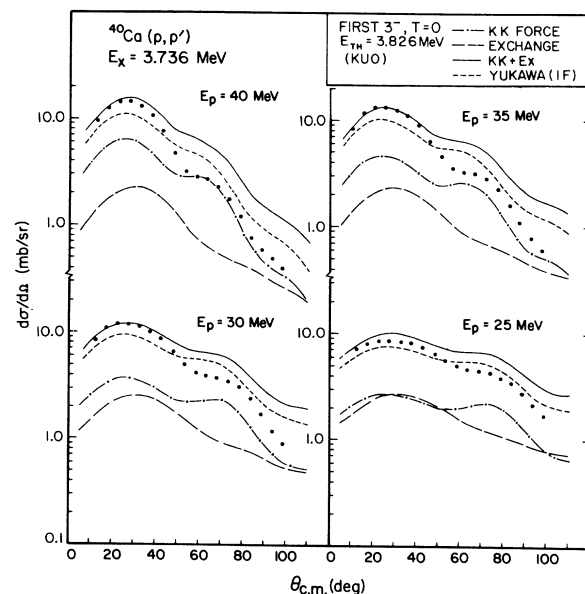 ⁴⁰Ca (p, p′)
Eₓ = 3.736 MeV
FIRST 3⁻, T=0
E_TH = 3.826 MeV
(KUO)
KK FORCE
EXCHANGE
KK+Ex
YUKAWA (1F)
Eₚ = 40 MeV
Eₚ = 35 MeV
10.0
1.0
10.0
1.0
Eₚ = 30 MeV
Eₚ = 25 MeV
10.0
1.0
0.1
10.0
1.0
dσ/dΩ (mb/sr)
0 20 40 60 80 100
0 20 40 60 80 100
θ_C.M. (deg)